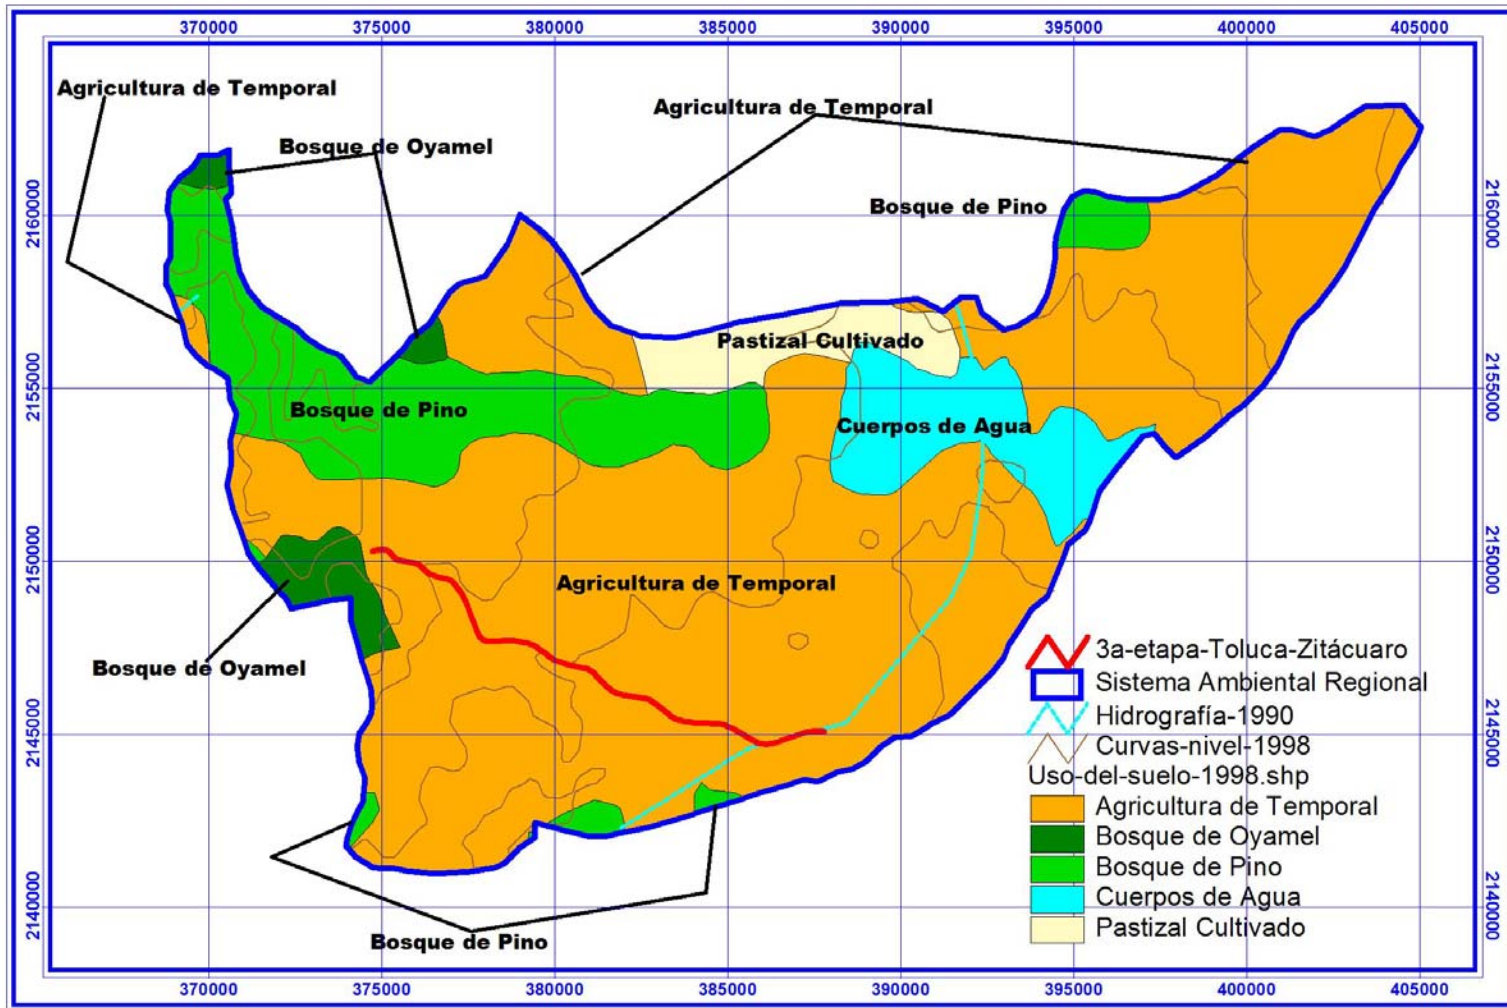 370000 375000 380000 385000 390000 395000 400000 405000
Agricultura de Temporal
Agricultura de Temporal
Bosque de Oyamel
Bosque de Pino
2160000 2160000
Pastizal Cultivado
2155000 2155000
Bosque de Pino
Cuerpos de Agua
2150000 2150000
Agricultura de Temporal
Bosque de Oyamel
3a-etapa-Toluca-Zitácuaro
Sistema Ambiental Regional
Hidrografía-1990
2145000 2145000
Curvas-nivel-1998
Uso-del-suelo-1998.shp
Agricultura de Temporal
Bosque de Oyamel
Bosque de Pino
Cuerpos de Agua
2140000 2140000
Pastizal Cultivado
Bosque de Pino
370000 375000 380000 385000 390000 395000 400000 405000